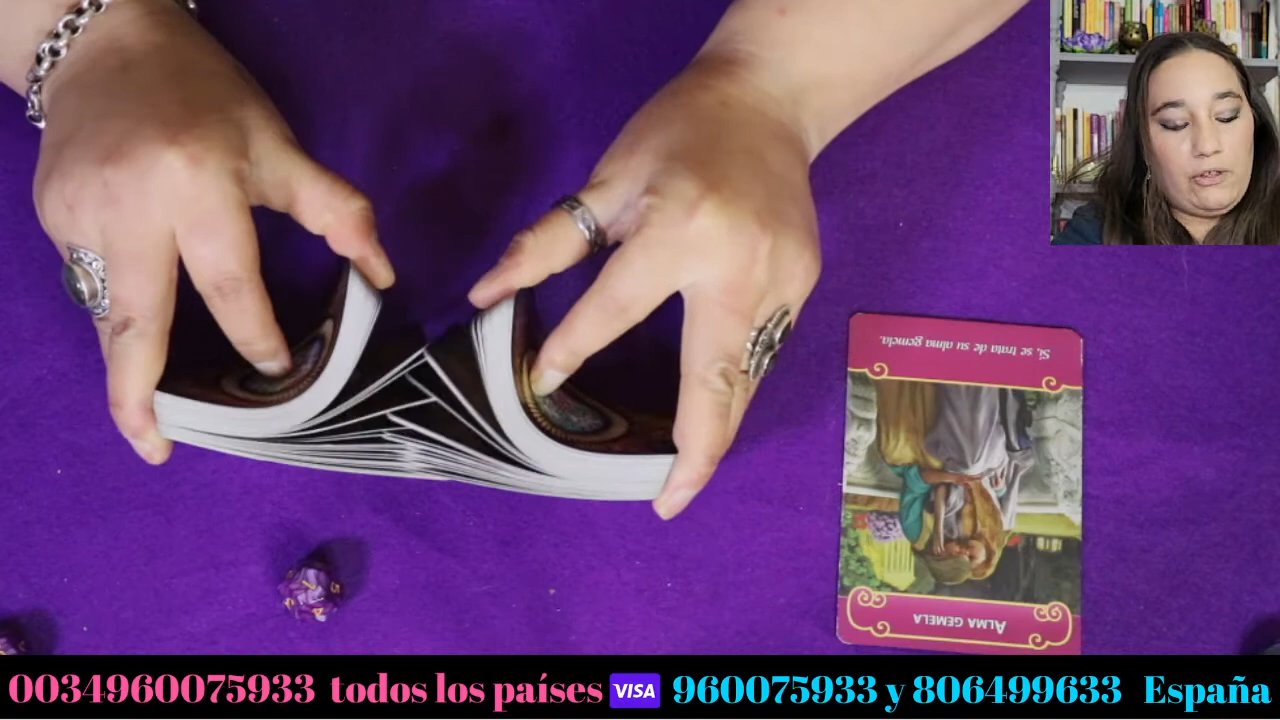 Sí, se trata de su alma gemela.
ALMA GEMELA
0034960075933 todos los países VISA 960075933 y 806499633 España